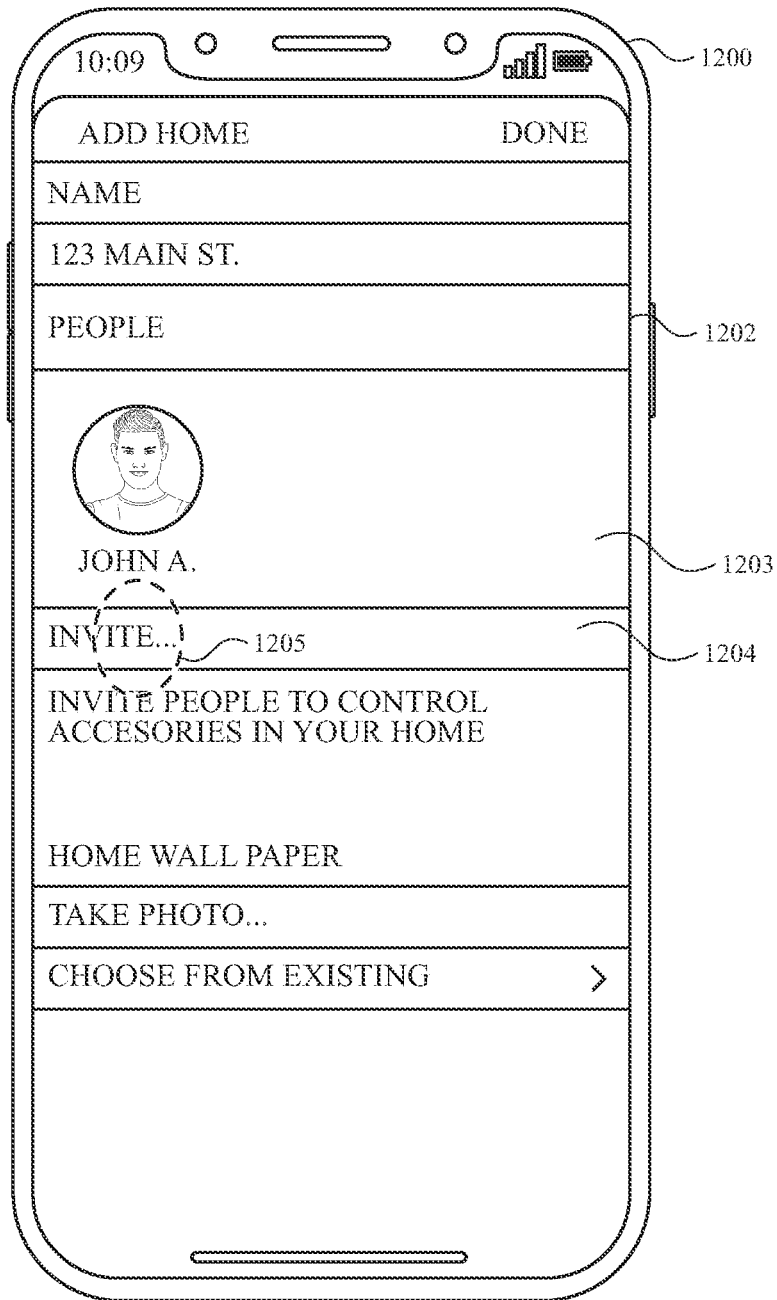 10:09
1200
ADD HOME DONE
NAME
123 MAIN ST.
PEOPLE
1202
JOHN A.
1203
INVITE...
1205
1204
INVITE PEOPLE TO CONTROL
ACCESORIES IN YOUR HOME
HOME WALL PAPER
TAKE PHOTO...
CHOOSE FROM EXISTING